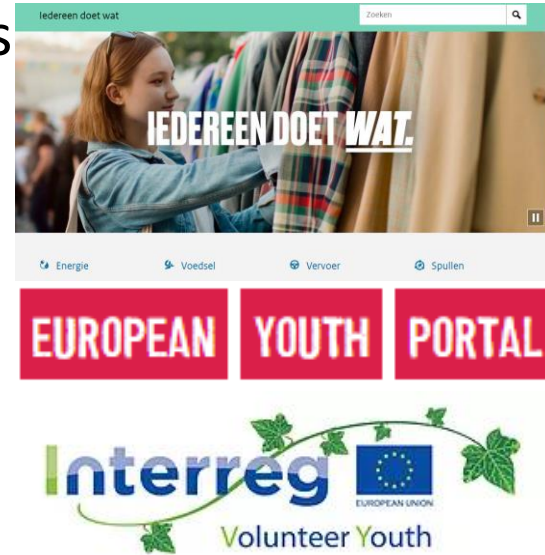 s
Iedereen doet wat
Zoeken
IEDEREEN DOET WAT.
Energie Voedsel Vervoer Spullen
EUROPEAN YOUTH PORTAL
Interreg
EUROPEAN UNION
Volunteer Youth